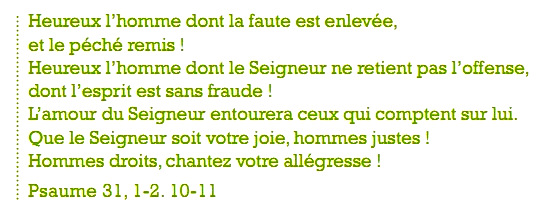 Heureux l’homme dont la faute est enlevée,
et le péché remis !
Heureux l’homme dont le Seigneur ne retient pas l’offense,
dont l’esprit est sans fraude !
L’amour du Seigneur entourera ceux qui comptent sur lui.
Que le Seigneur soit votre joie, hommes justes !
Hommes droits, chantez votre allégresse !
Psaume 31, 1-2. 10-11